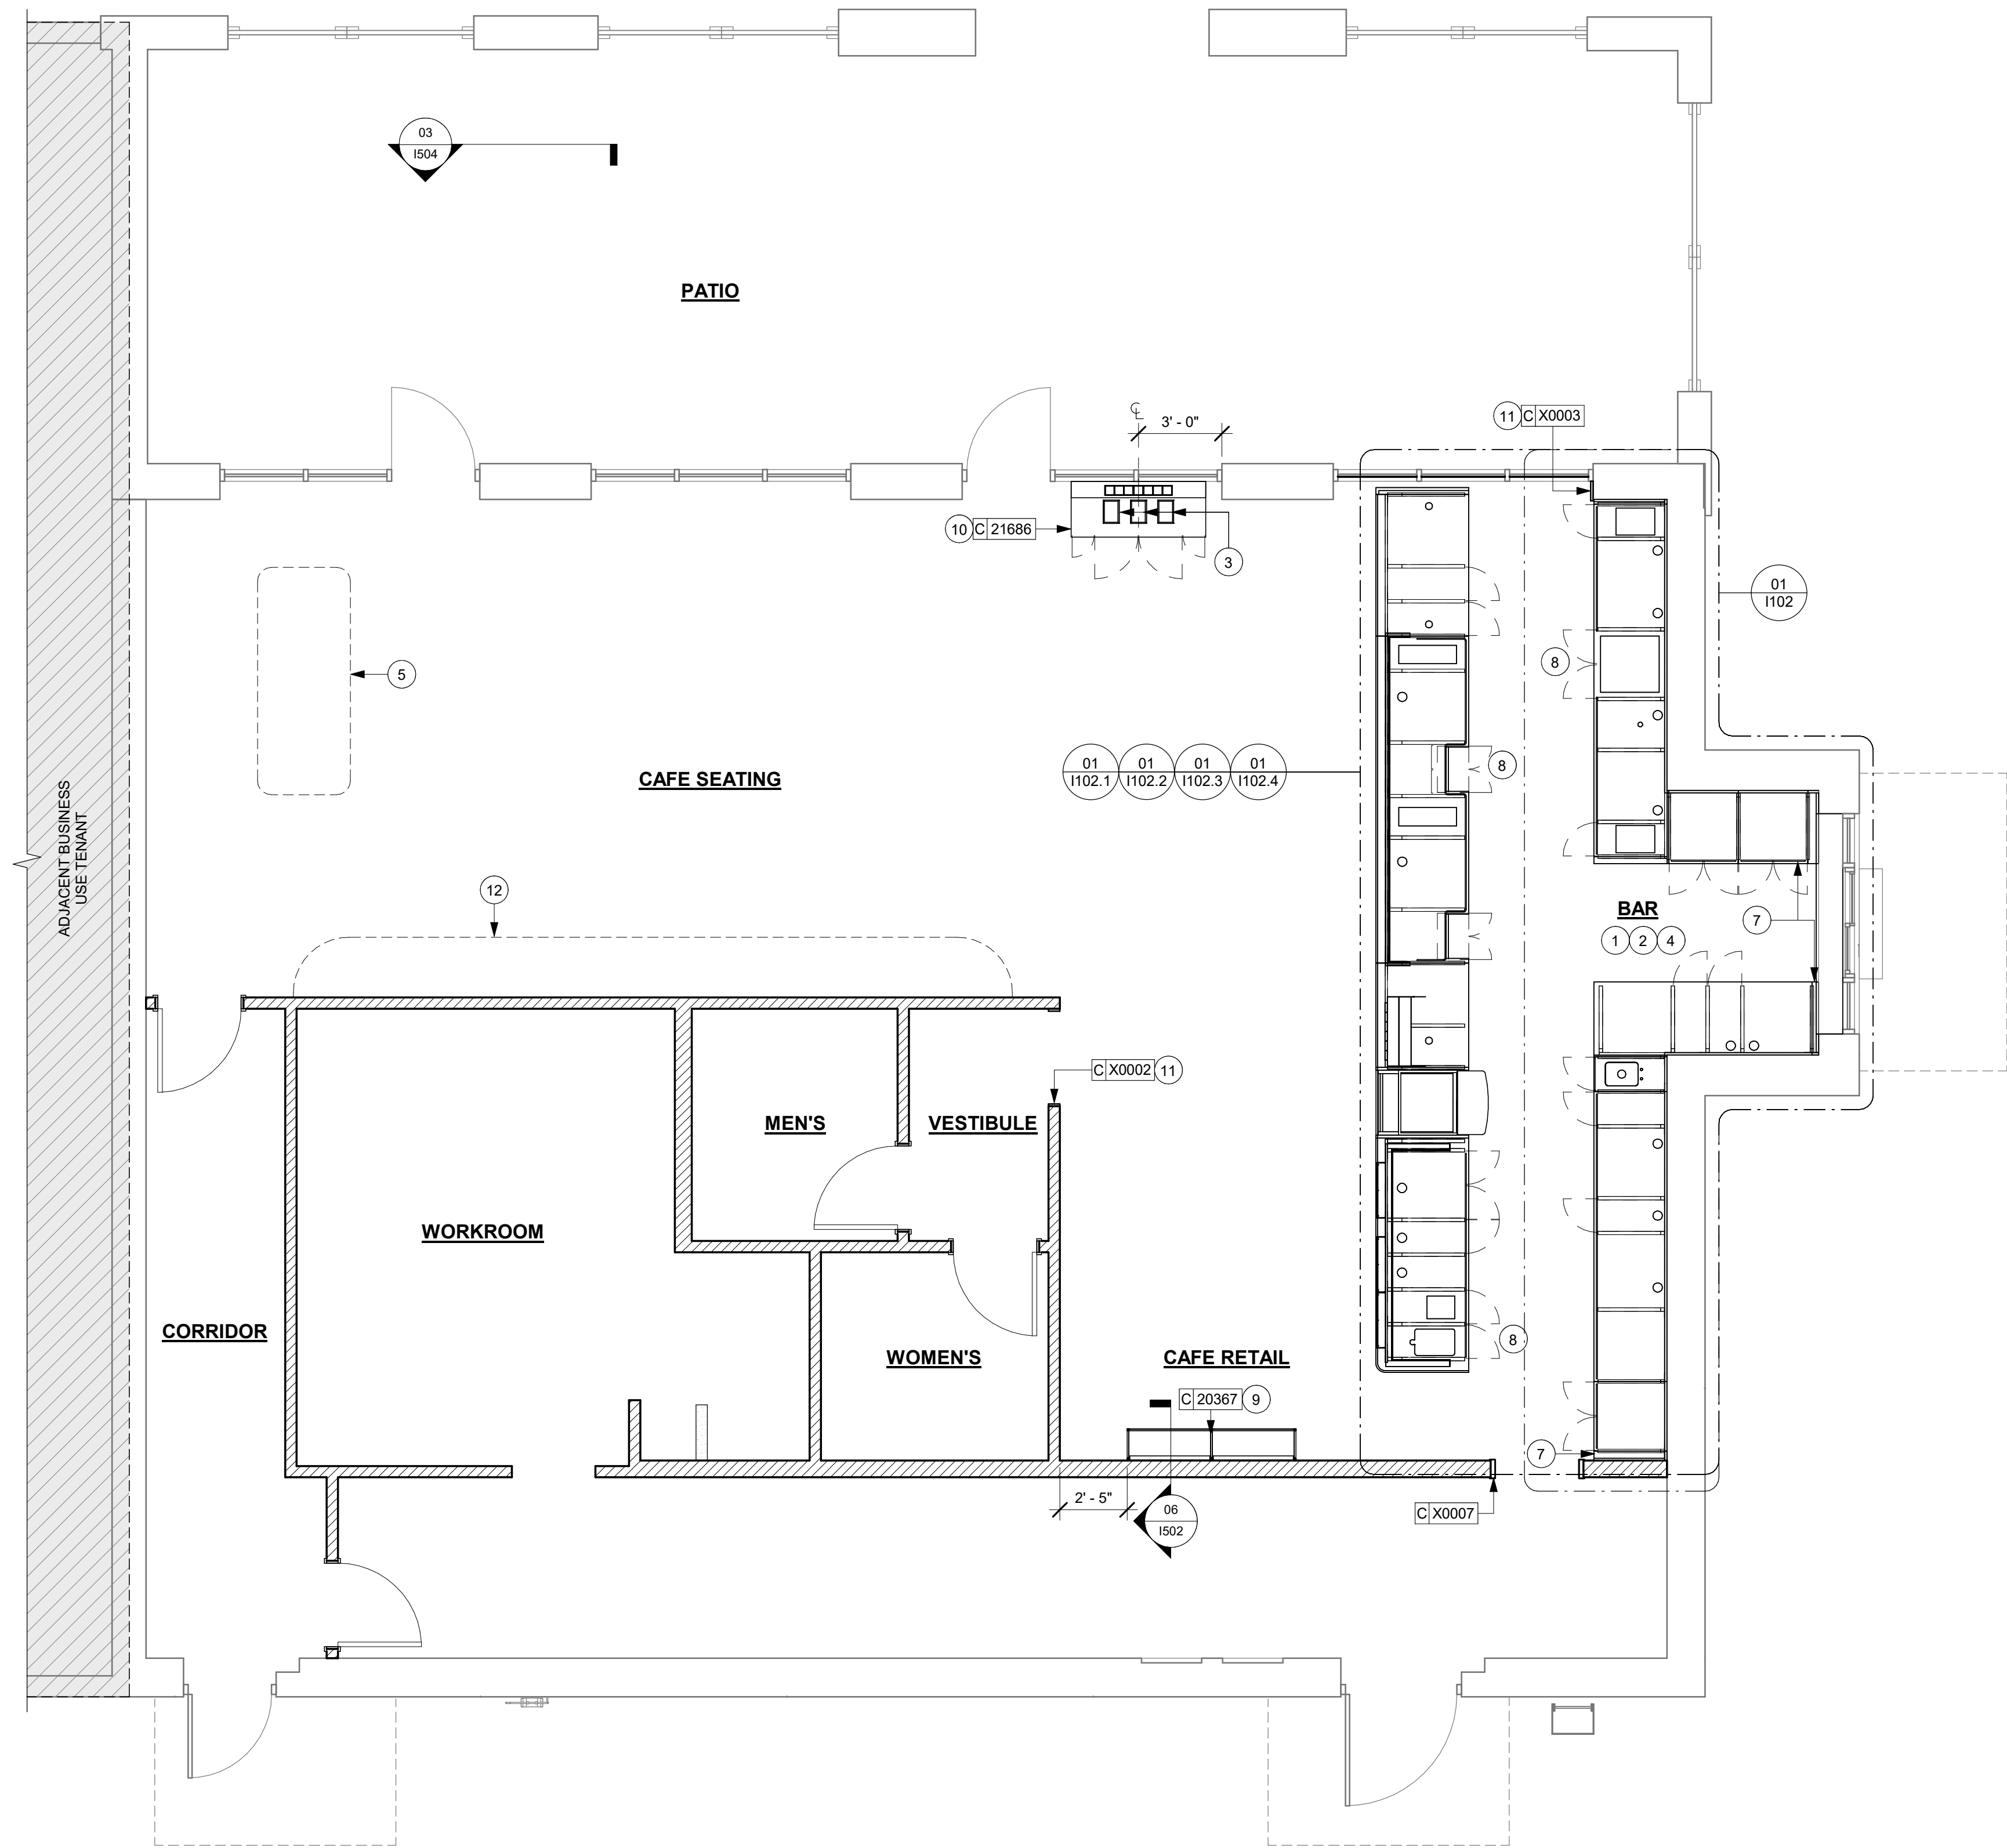 03
I504
PATIO
℄
3' - 0"
11 C X0003
10 C 21686
3
01
I102
8
5
01 01 01 01
I102.1 I102.2 I102.3 I102.4
8
CAFE SEATING
ADJACENT BUSINESS
USE TENANT
12
BAR
7
1 2 4
C X0002 11
MEN'S
VESTIBULE
WORKROOM
CORRIDOR
WOMEN'S
CAFE RETAIL
8
C 20367 9
7
2' - 5"
06
I502
C X0007